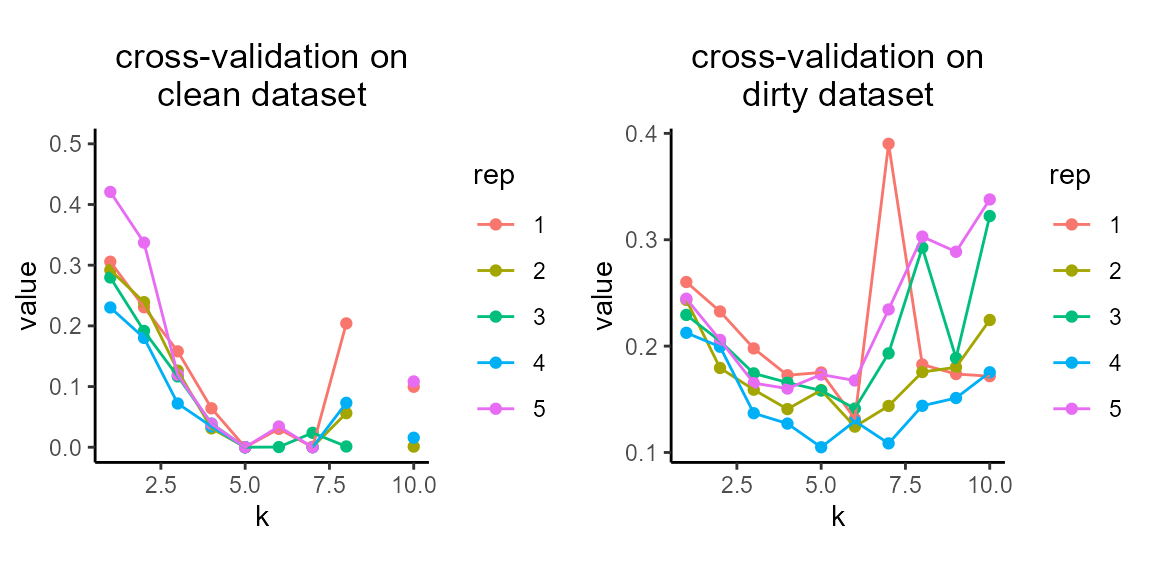 cross-validation on
clean dataset
0.5
0.4
0.3
0.2
0.1
0.0
value
2.5
5.0
7.5
10.0
k
rep
1
2
3
4
5
cross-validation on
dirty dataset
0.4
0.3
0.2
0.1
value
2.5
5.0
7.5
10.0
k
rep
1
2
3
4
5